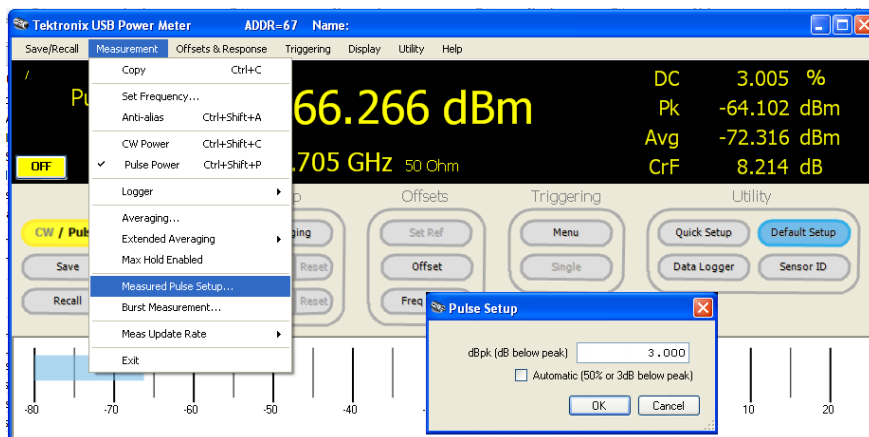 Tektronix USB Power Meter ADDR=67 Name:
Save/Recall Measurement Offsets & Response Triggering Display Utility Help
Copy Ctrl+C
Set Frequency...
Anti-alias Ctrl+Shift+A
CW Power Ctrl+Shift+C
✓ Pulse Power Ctrl+Shift+P
Logger
Averaging...
Extended Averaging
Max Hold Enabled
Measured Pulse Setup...
Burst Measurement...
Meas Update Rate
Exit
/
66.266 dBm
.705 GHz 50 Ohm
OFF
DC 3.005 %
Pk -64.102 dBm
Avg -72.316 dBm
CrF 8.214 dB
Offsets Triggering Utility
CW / Pul
Set Ref Menu Quick Setup Default Setup
Save Reset Offset Single Data Logger Sensor ID
Recall Reset Freq
Pulse Setup
dBpk (dB below peak) 3.000
Automatic (50% or 3dB below peak)
OK Cancel
-80 -70 -60 -50 -40 10 20